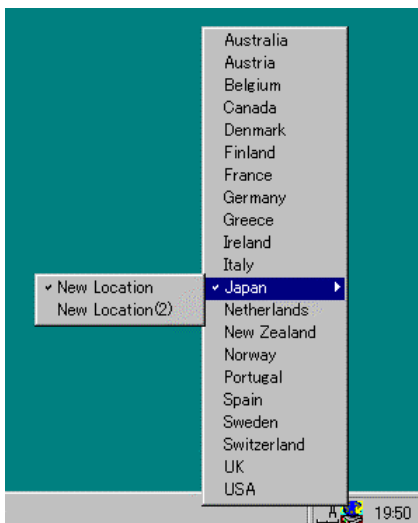 Australia
Austria
Belgium
Canada
Denmark
Finland
France
Germany
Greece
Ireland
Italy
Japan
New Location
New Location(2)
Netherlands
New Zealand
Norway
Portugal
Spain
Sweden
Switzerland
UK
USA
A
19:50